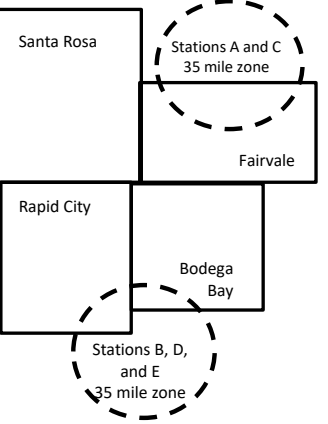 Santa Rosa
Stations A and C
35 mile zone
Fairvale
Rapid City
Bodega
Bay
Stations B, D,
and E
35 mile zone